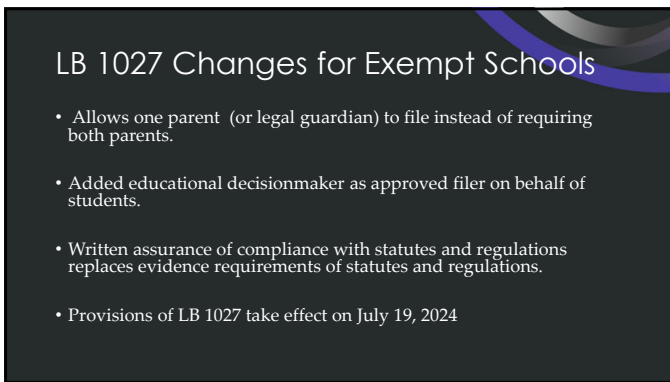 LB 1027 Changes for Exempt Schools
• Allows one parent (or legal guardian) to file instead of requiring
both parents.
• Added educational decisionmaker as approved filer on behalf of
students.
• Written assurance of compliance with statutes and regulations
replaces evidence requirements of statutes and regulations.
• Provisions of LB 1027 take effect on July 19, 2024